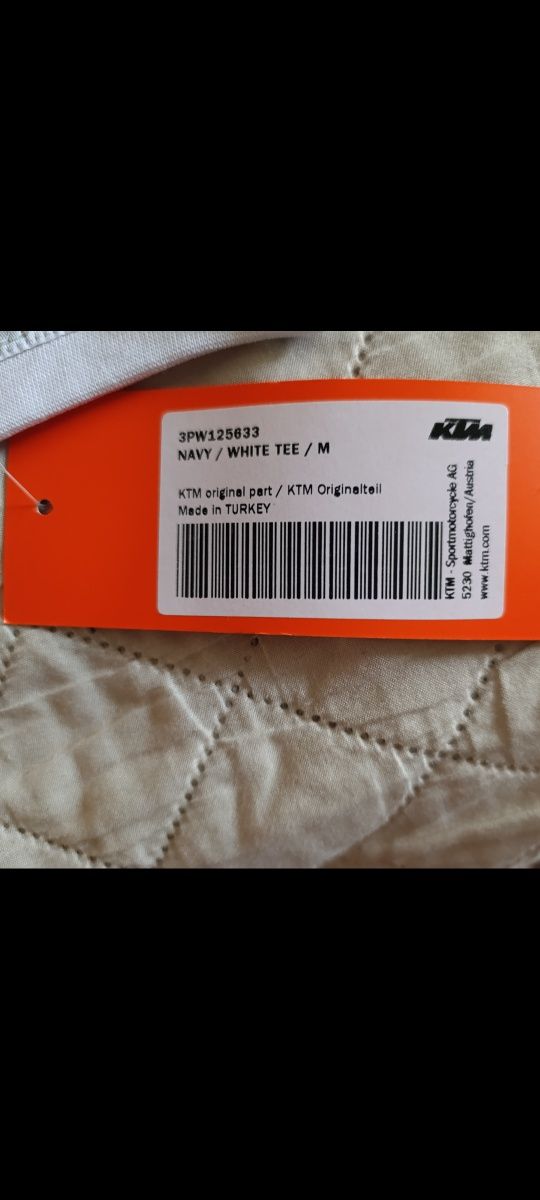 3PW125633
NAVY / WHITE TEE / M
KTM original part / KTM Originalteil
Made in TURKEY
KTM
KTM - Sportmotorcycle AG
5230 Mattighofen/Austria
www.ktm.com